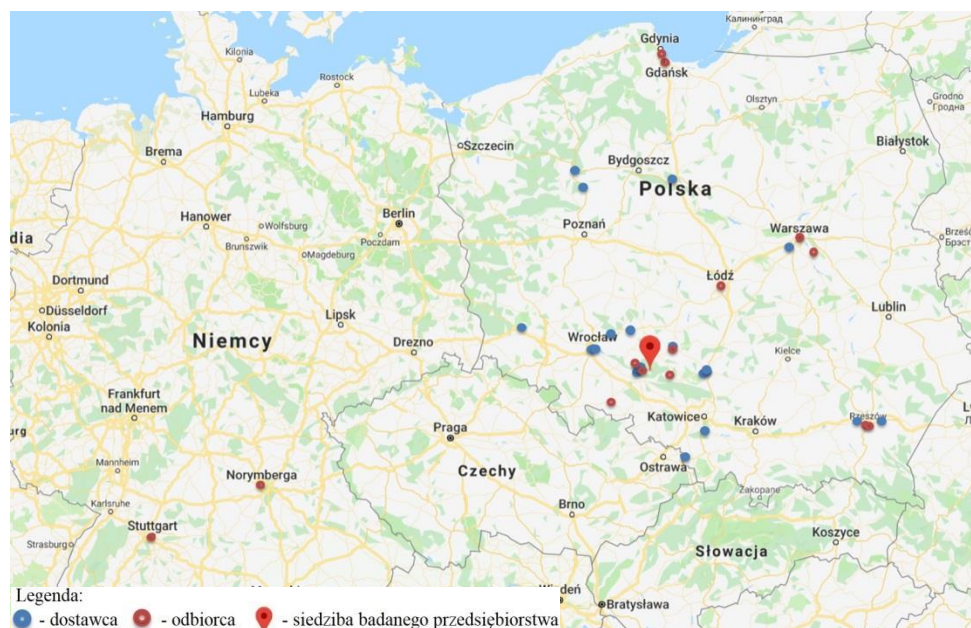 Калининград
Gdynia
Kilonia
Gdańsk
Rostock
Lubeka
Olsztyn
Grodno
Гродна
Hamburg
Szczecin
Białystok
Brema
Bydgoszcz
Polska
Hanower
Wolfsburg
Berlin
Poznań
Warszawa
dia
Brunszwik
Poczdam
Magdeburg
Dortmund
Łódź
Düsseldorf
Lublin
Kolonia
Lipsk
Niemcy
Drezno
Wrocław
Kielce
Frankfurt
nad Menem
Katowice
Kraków
Rzeszów
urg
Praga
Ostrawa
Mannheim
Norymberga
Czechy
Zakopane
Karlsruhe
Brno
Stuttgart
Koszyce
Strasburg
Słowacja
Wiedeń
Bratysława
Legenda:
- dostawca - odbiorca - siedziba badanego przedsiębiorstwa